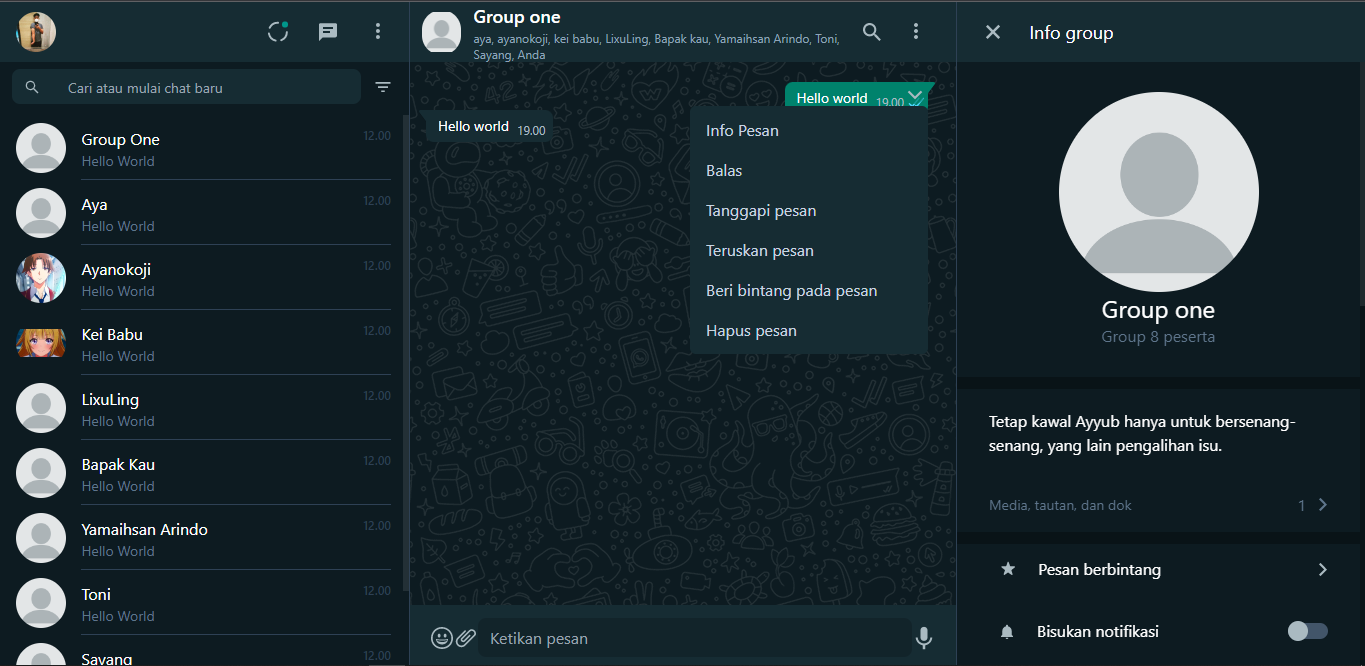 Cari atau mulai chat baru
Group One
12.00
Hello World
Aya
12.00
Hello World
Ayanokoji
12.00
Hello World
Kei Babu
12.00
Hello World
LixuLing
12.00
Hello World
Bapak Kau
12.00
Hello World
Yamaihsan Arindo
12.00
Hello World
Toni
12.00
Hello World
Sayang
12.00
Group one
aya, ayanokoji, kei babu, LixuLing, Bapak kau, Yamaihsan Arindo, Toni,
Sayang, Anda
Hello world 19.00
Hello world 19.00
Info Pesan
Balas
Tanggapi pesan
Teruskan pesan
Beri bintang pada pesan
Hapus pesan
Ketikan pesan
Info group
Group one
Group 8 peserta
Tetap kawal Ayyub hanya untuk bersenang-
senang, yang lain pengalihan isu.
Media, tautan, dan dok 1
Pesan berbintang
Bisukan notifikasi